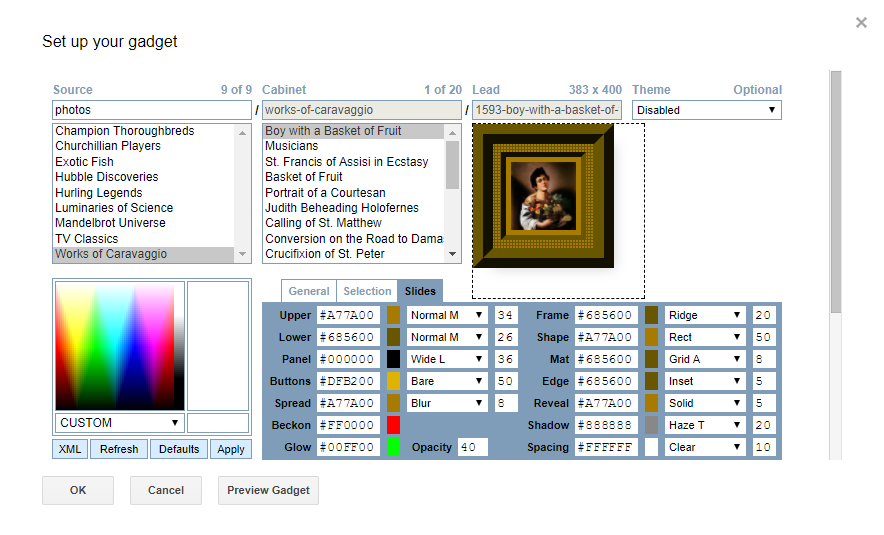 ×
Set up your gadget
Source 9 of 9 Cabinet 1 of 20 Lead 383 x 400 Theme Optional
photos / works-of-caravaggio / 1593-boy-with-a-basket-of- Disabled
Champion Thoroughbreds
Churchillian Players
Exotic Fish
Hubble Discoveries
Hurling Legends
Luminaries of Science
Mandelbrot Universe
TV Classics
Works of Caravaggio
Boy with a Basket of Fruit
Musicians
St. Francis of Assisi in Ecstasy
Basket of Fruit
Portrait of a Courtesan
Judith Beheading Holofernes
Calling of St. Matthew
Conversion on the Road to Dama
Crucifixion of St. Peter
General Selection Slides
Upper #A77A00 Normal M 34 Frame #685600 Ridge 20
Lower #685600 Normal M 26 Shape #A77A00 Rect 50
Panel #000000 Wide L 36 Mat #685600 Grid A 8
Buttons #DFB200 Bare 50 Edge #685600 Inset 5
Spread #A77A00 Blur 8 Reveal #A77A00 Solid 5
Beckon #FF0000 Shadow #888888 Haze T 20
Glow #00FF00 Opacity 40 Spacing #FFFFFF Clear 10
CUSTOM
XML Refresh Defaults Apply
OK Cancel Preview Gadget